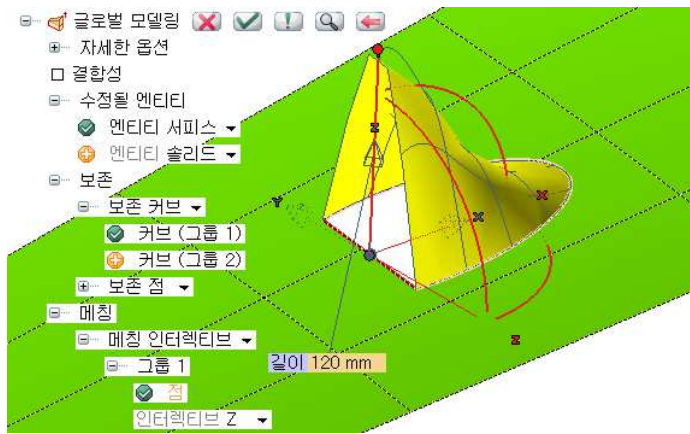 글로벌 모델링
자세한 옵션
결합성
수정될 엔티티
엔티티 서피스
엔티티 솔리드
보존
보존 커브
커브 (그룹 1)
커브 (그룹 2)
보존 점
메칭
메칭 인터렉티브
그룹 1
점
인터렉티브 Z
길이 120 mm
Z
Y
X
X
Z